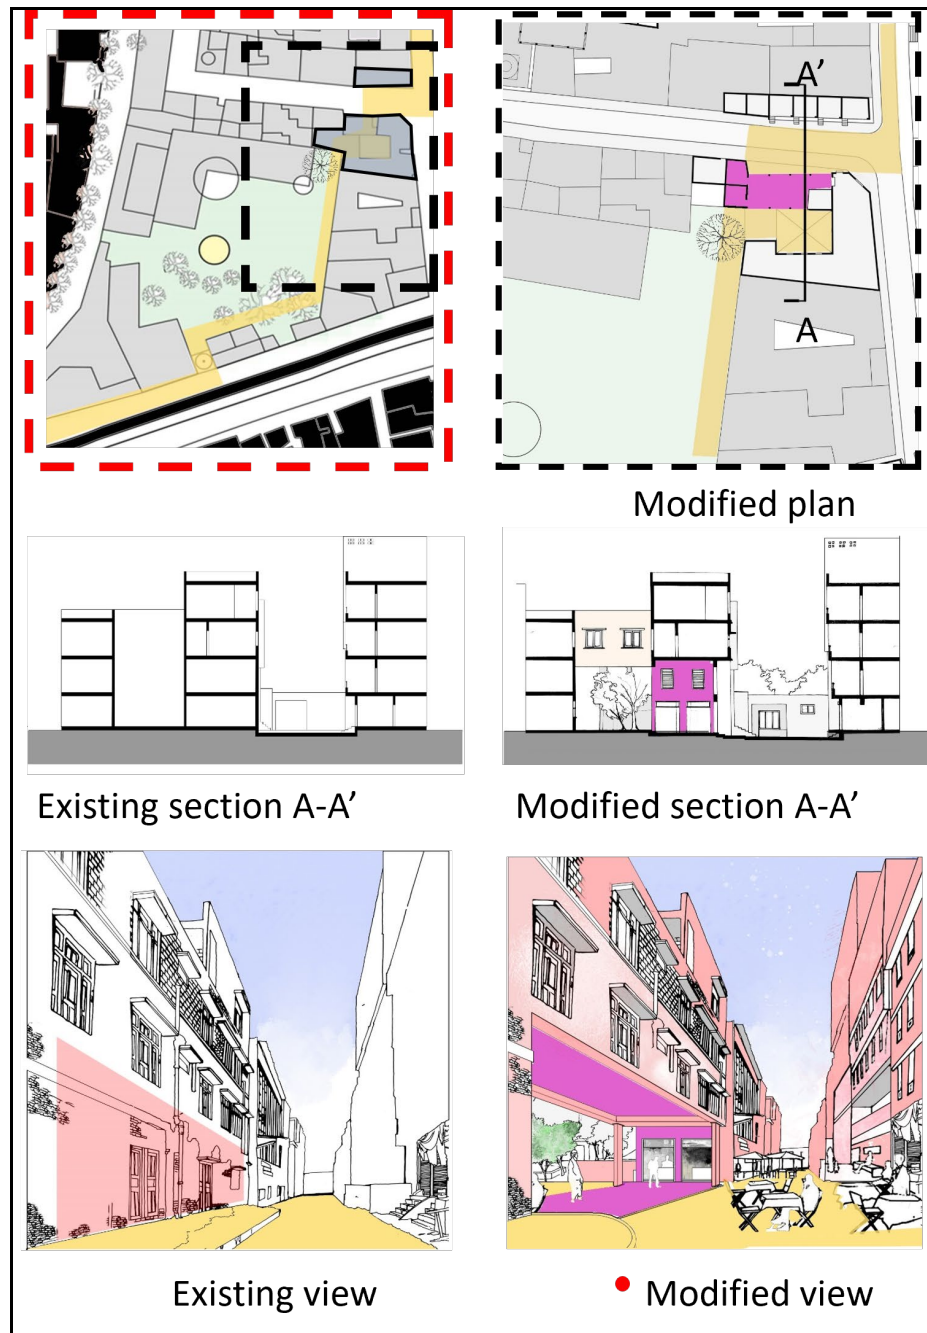 A’
A
Modified plan
Existing section A-A’
Modified section A-A’
Existing view
Modified view